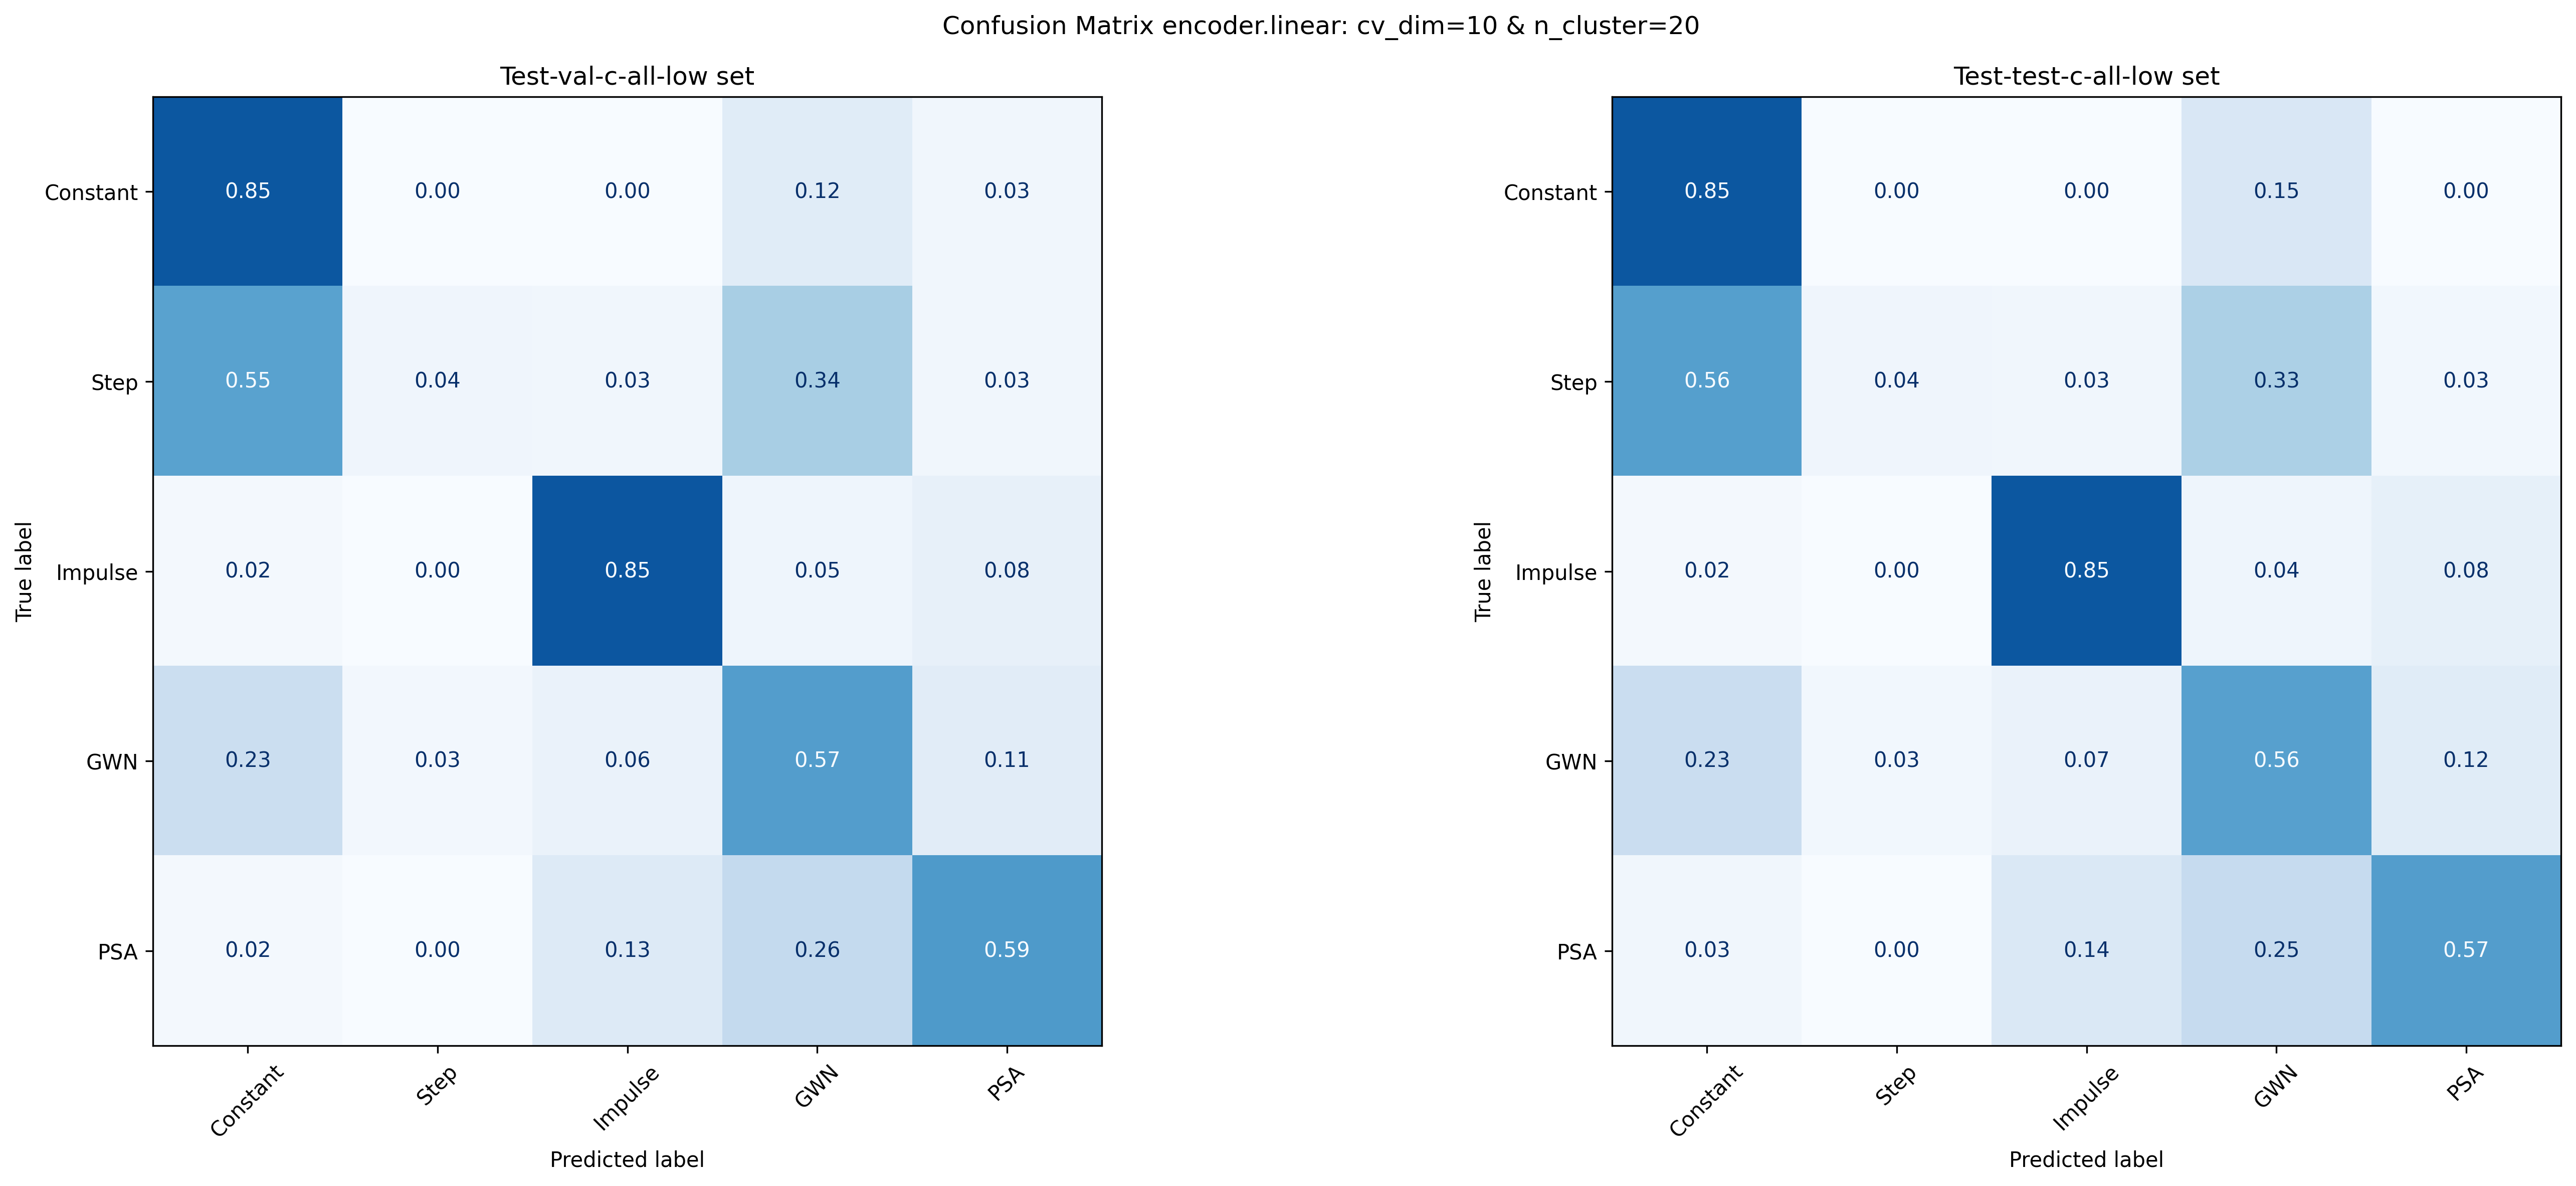 Confusion Matrix encoder.linear: cv_dim=10 & n_cluster=20
Test-val-c-all-low set
True label
Constant 0.85 0.00 0.00 0.12 0.03
Step 0.55 0.04 0.03 0.34 0.03
Impulse 0.02 0.00 0.85 0.05 0.08
GWN 0.23 0.03 0.06 0.57 0.11
PSA 0.02 0.00 0.13 0.26 0.59
Constant Step Impulse GWN PSA
Predicted label
Test-test-c-all-low set
True label
Constant 0.85 0.00 0.00 0.15 0.00
Step 0.56 0.04 0.03 0.33 0.03
Impulse 0.02 0.00 0.85 0.04 0.08
GWN 0.23 0.03 0.07 0.56 0.12
PSA 0.03 0.00 0.14 0.25 0.57
Constant Step Impulse GWN PSA
Predicted label